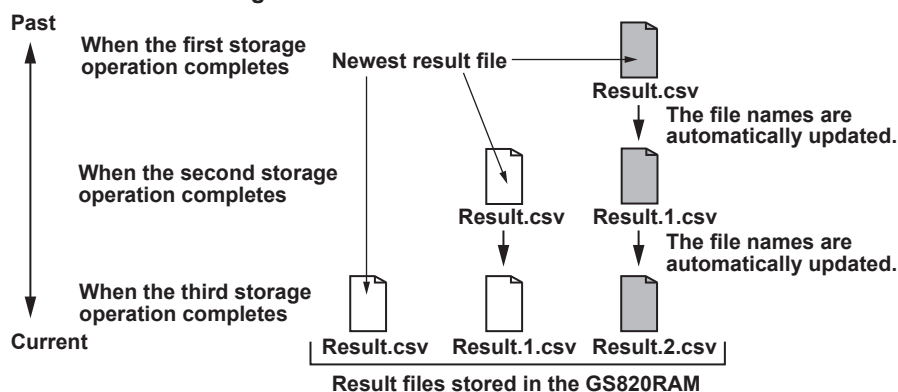 Past
When the first storage
operation completes
Newest result file
Result.csv
The file names are
automatically updated.
When the second storage
operation completes
Result.csv
Result.1.csv
The file names are
automatically updated.
When the third storage
operation completes
Current
Result.csv
Result.1.csv
Result.2.csv
Result files stored in the GS820RAM